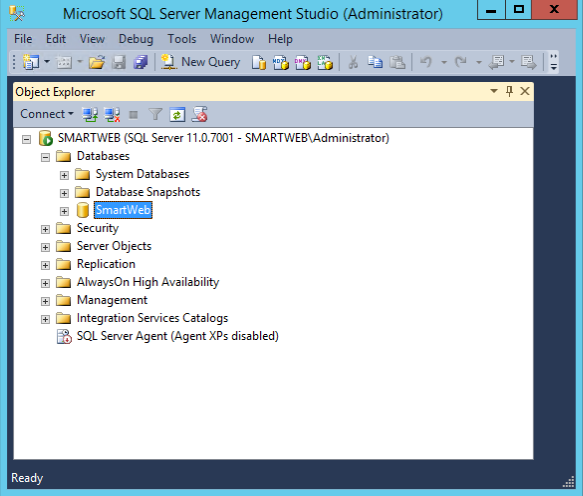 Microsoft SQL Server Management Studio (Administrator)
File Edit View Debug Tools Window Help
New Query
Object Explorer
Connect
SMARTWEB (SQL Server 11.0.7001 - SMARTWEB\Administrator)
Databases
System Databases
Database Snapshots
SmartWeb
Security
Server Objects
Replication
AlwaysOn High Availability
Management
Integration Services Catalogs
SQL Server Agent (Agent XPs disabled)
Ready